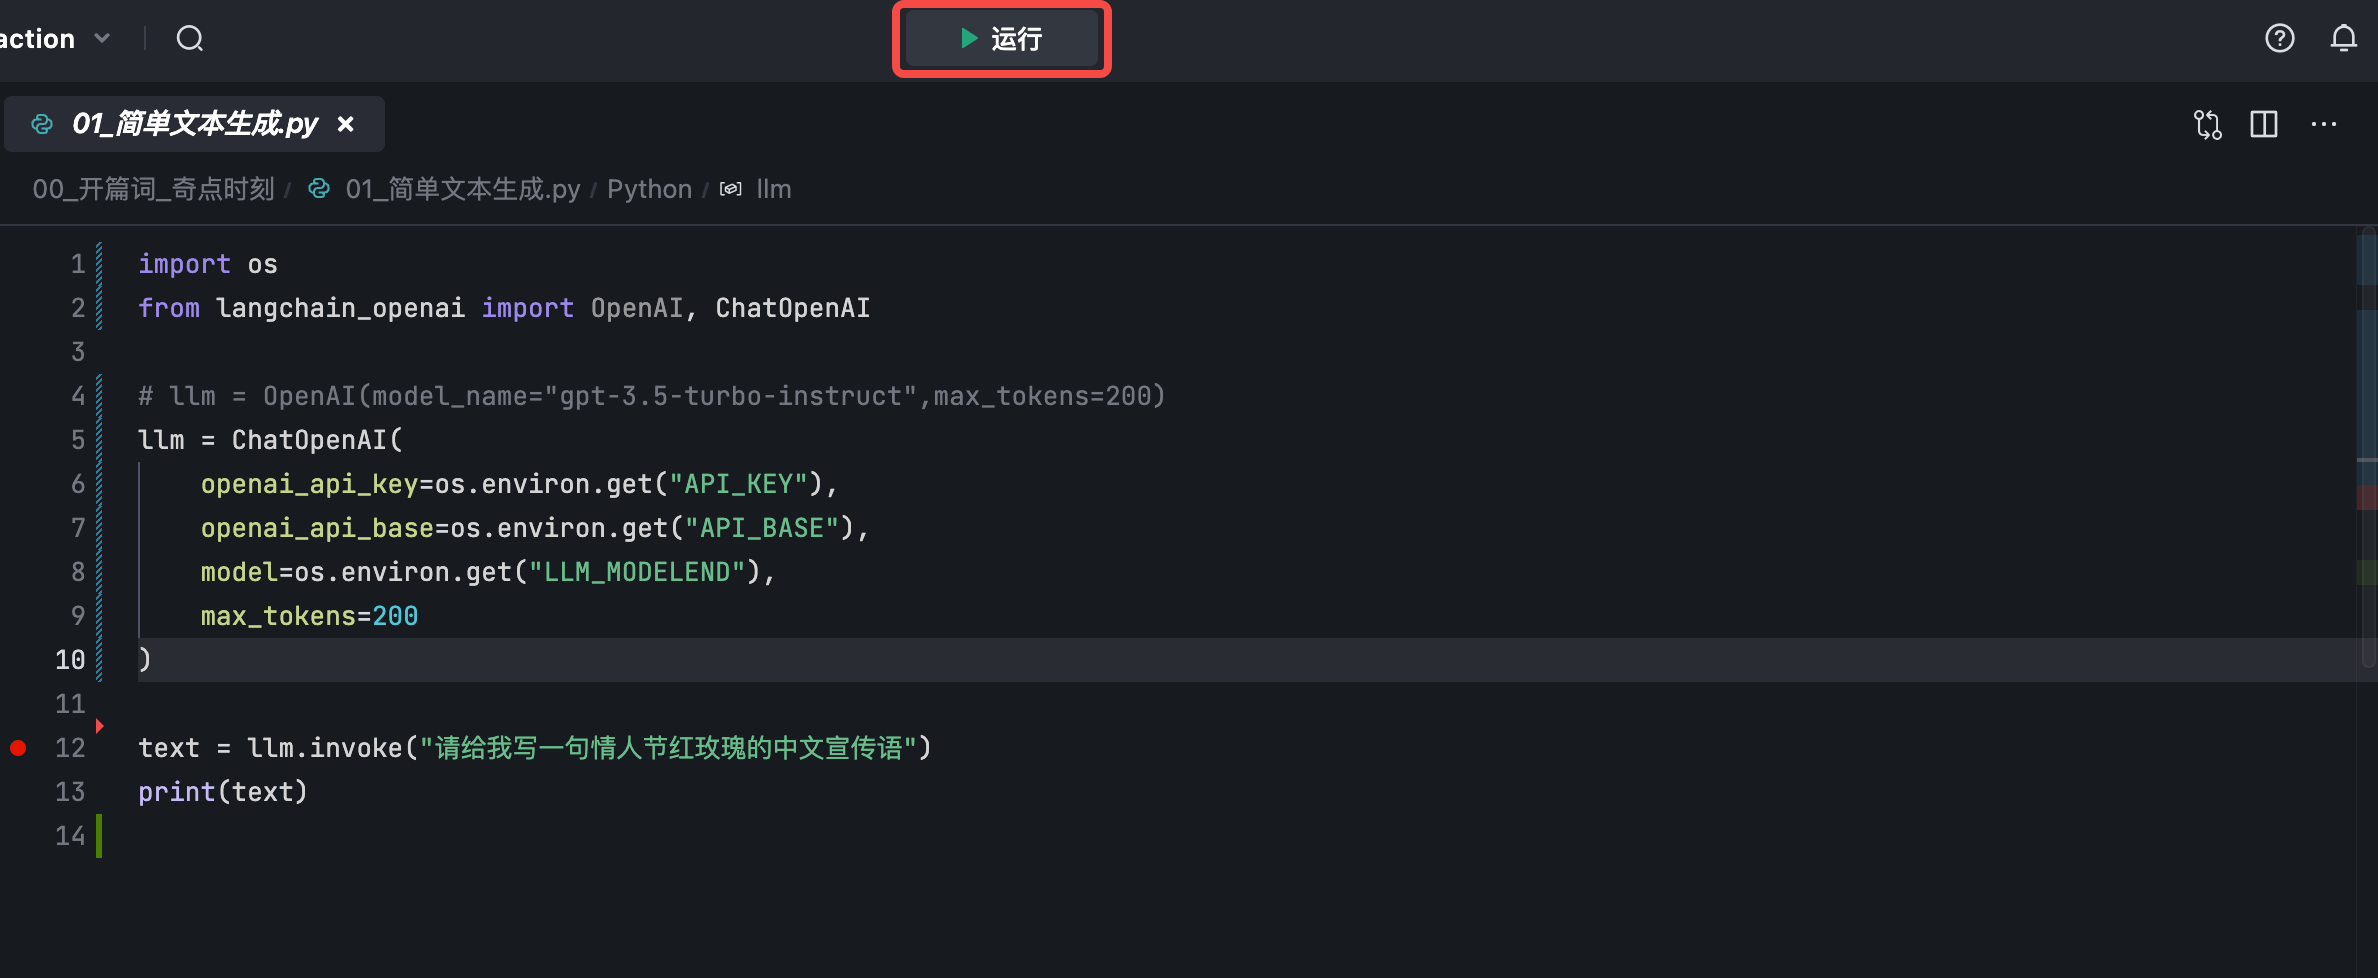 action
运行
01_简单文本生成.py
00_开篇词_奇点时刻 / 01_简单文本生成.py / Python / llm
1 import os
2 from langchain_openai import OpenAI, ChatOpenAI
3
4 # llm = OpenAI(model_name="gpt-3.5-turbo-instruct",max_tokens=200)
5 llm = ChatOpenAI(
6     openai_api_key=os.environ.get("API_KEY"),
7     openai_api_base=os.environ.get("API_BASE"),
8     model=os.environ.get("LLM_MODELEND"),
9     max_tokens=200
10 )
11
12 text = llm.invoke("请给我写一句情人节红玫瑰的中文宣传语")
13 print(text)
14